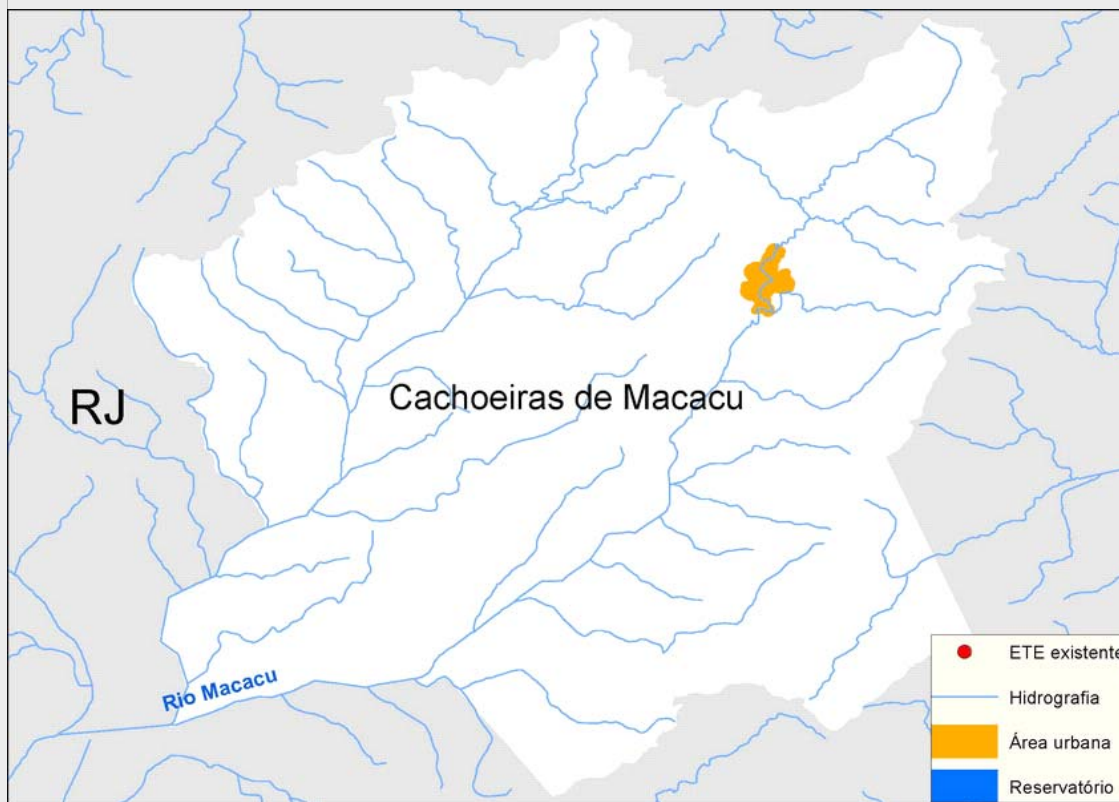 RJ
Cachoeiras de Macacu
Rio Macacu
ETE existente
Hidrografia
Área urbana
Reservatório